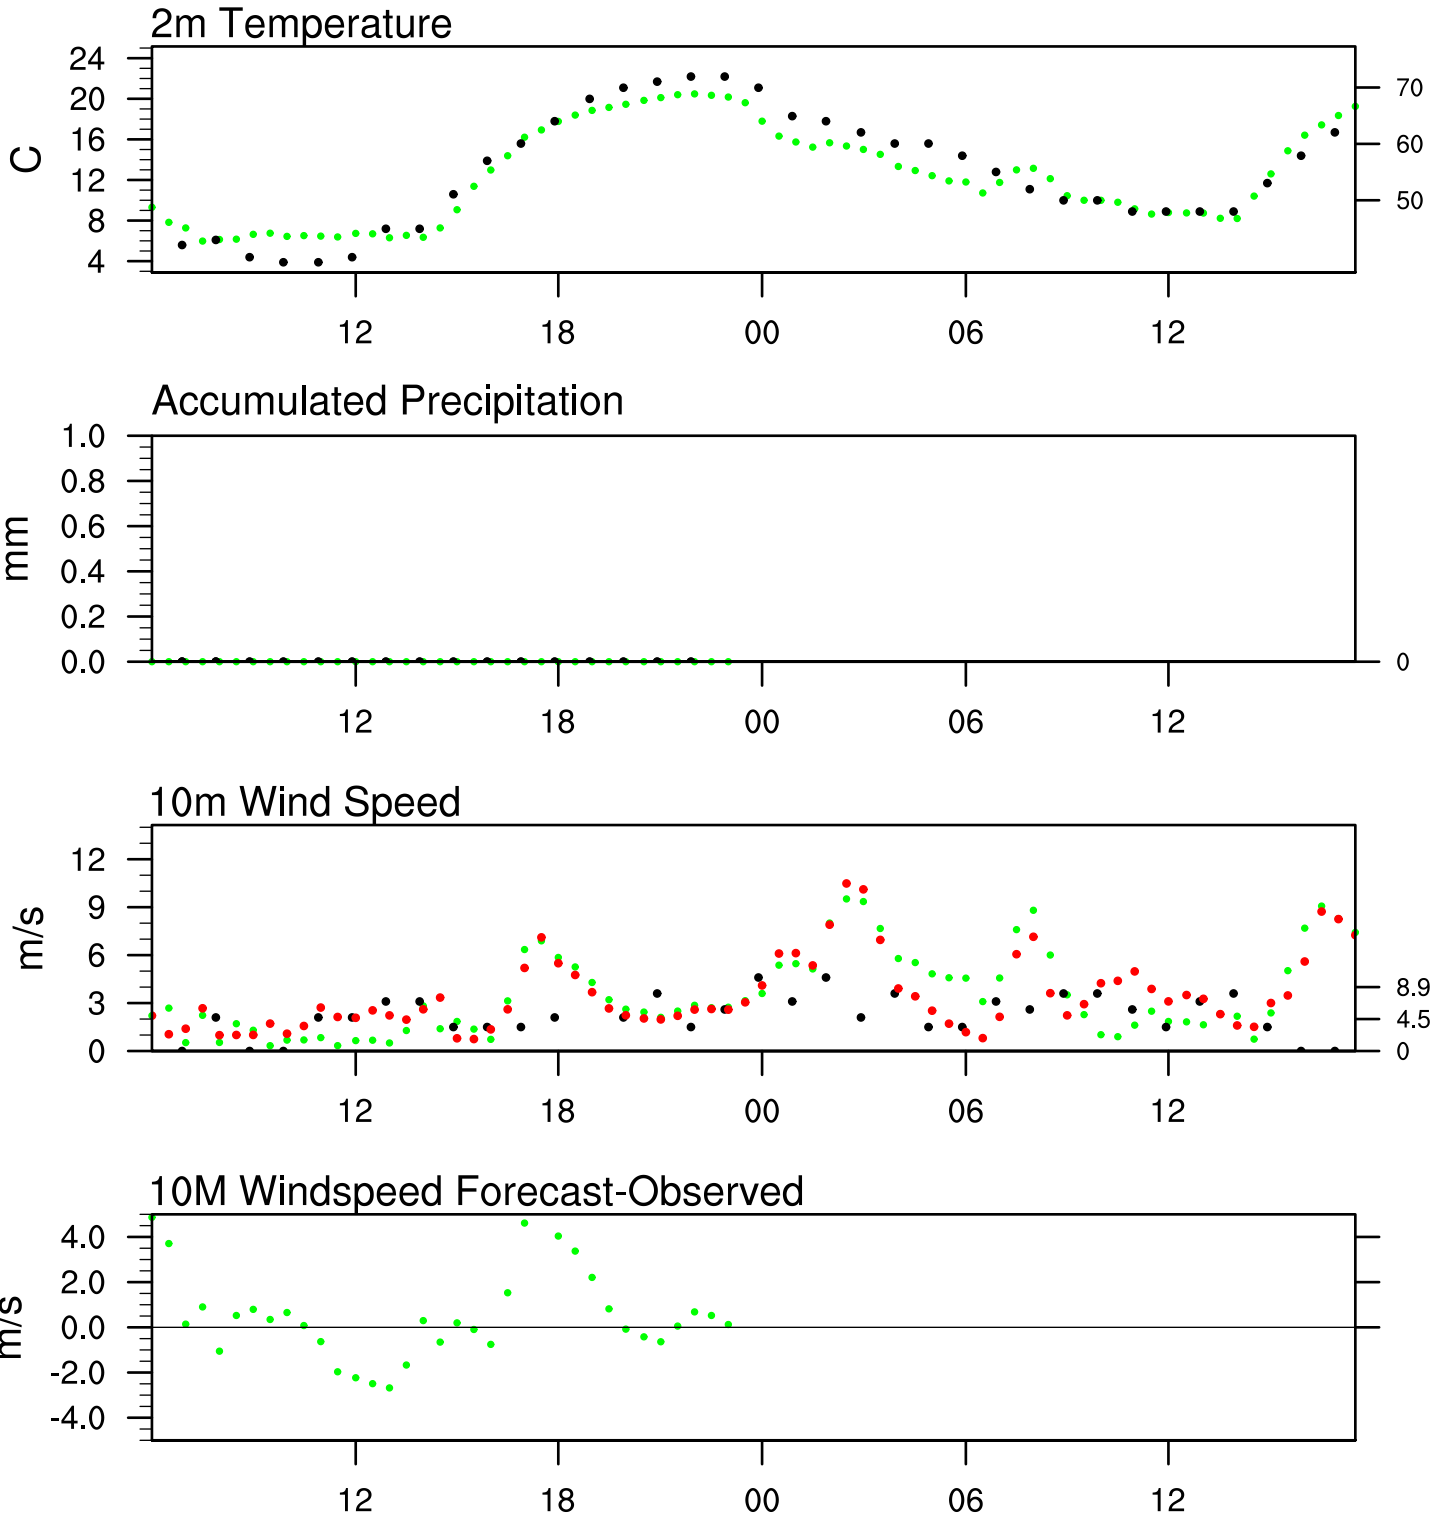 2m Temperature
24
20
16
12
8
4
C
70
60
50
12 18 00 06 12
Accumulated Precipitation
1.0
0.8
0.6
0.4
0.2
0.0
mm
0
12 18 00 06 12
10m Wind Speed
12
9
6
3
0
m/s
8.9
4.5
0
12 18 00 06 12
10M Windspeed Forecast-Observed
4.0
2.0
0.0
-2.0
-4.0
m/s
12 18 00 06 12